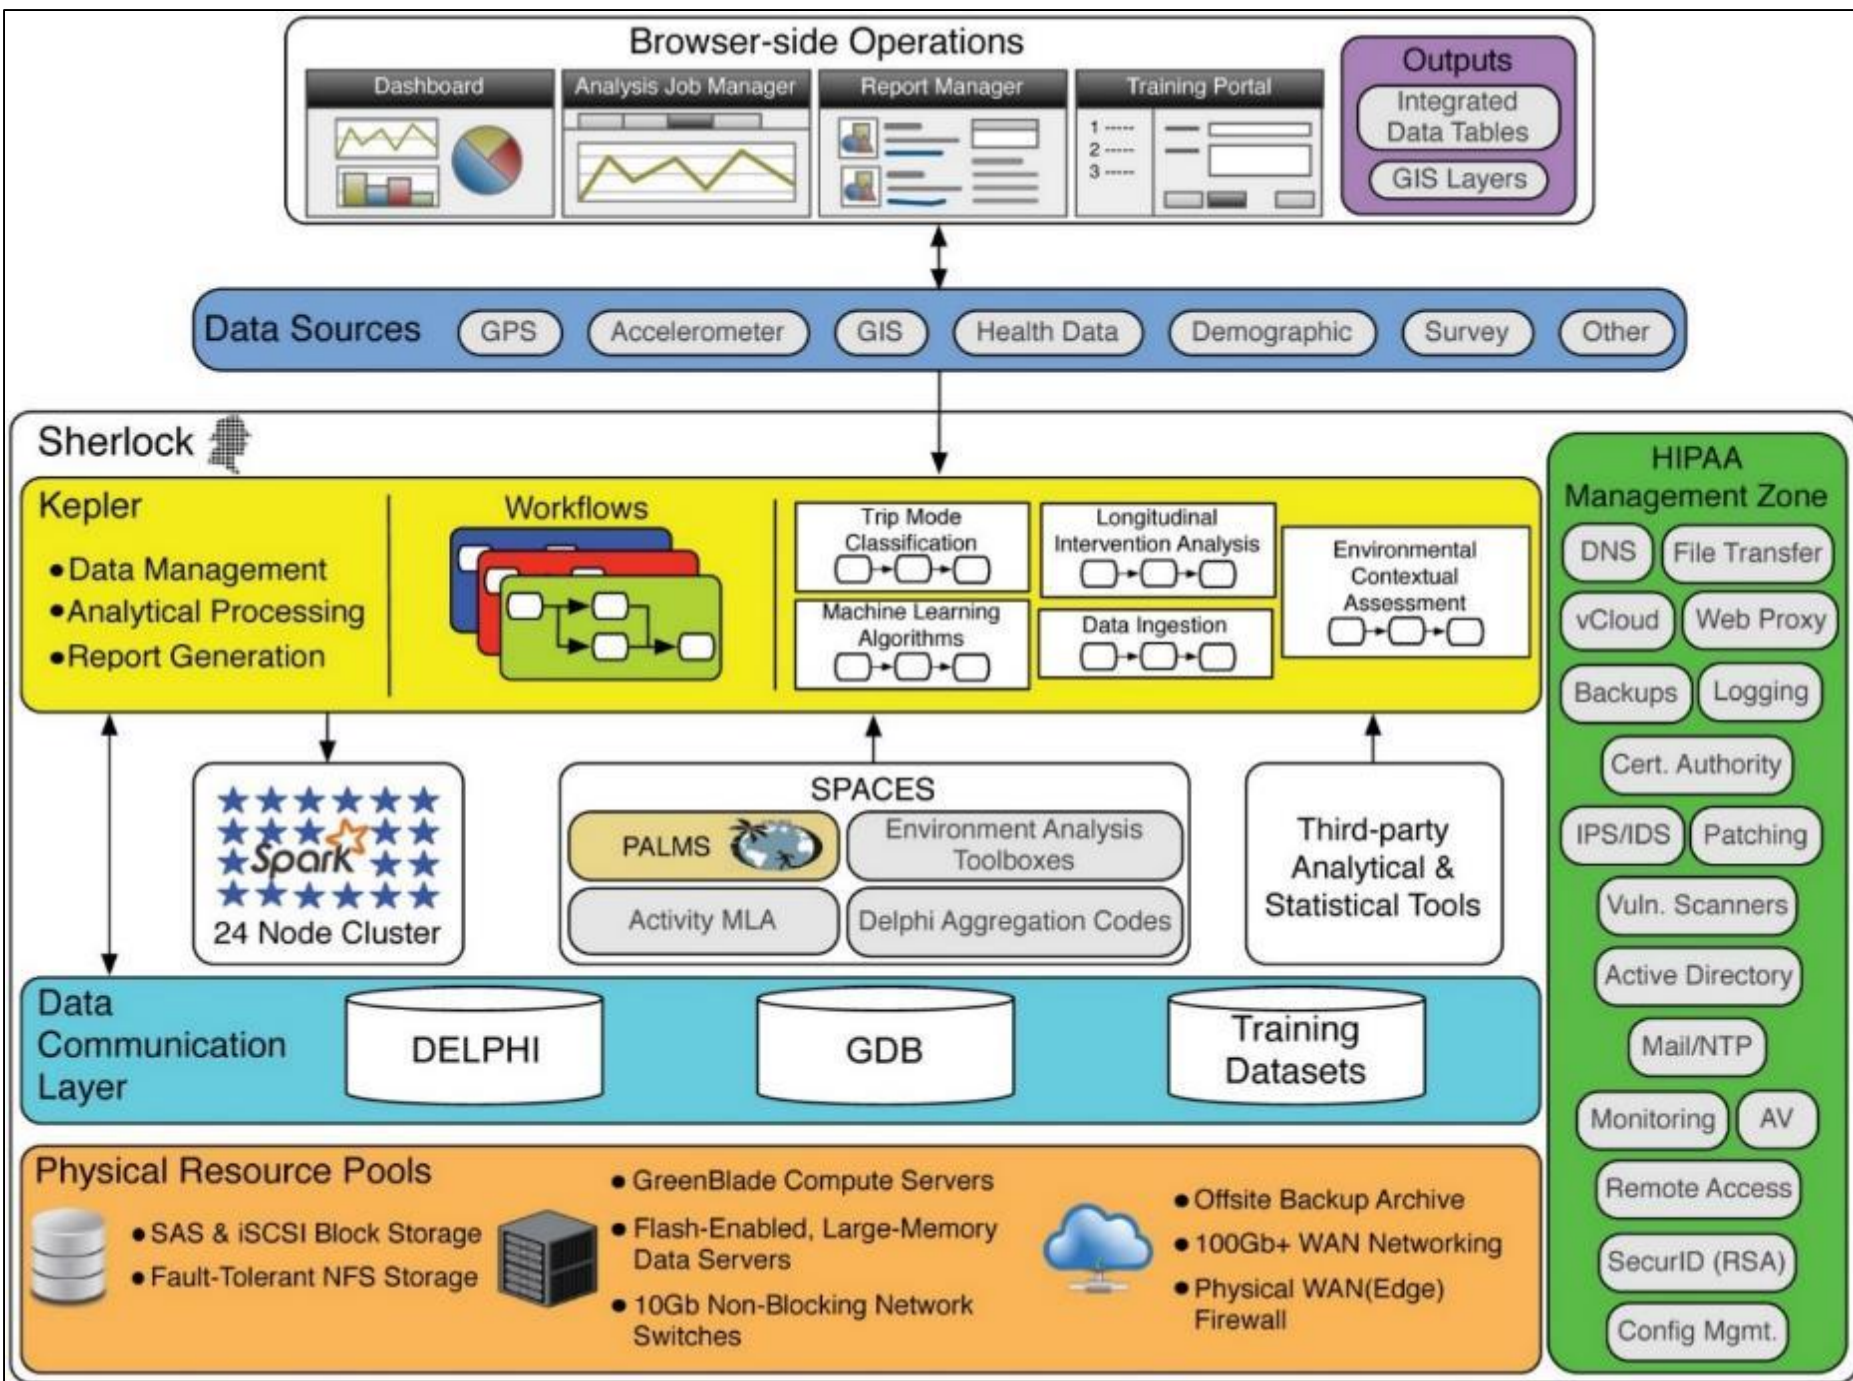 Browser-side Operations
Dashboard
Analysis Job Manager
Report Manager
Training Portal
1 -----
2 -----
3 -----
Outputs
Integrated
Data Tables
GIS Layers
Data Sources
GPS
Accelerometer
GIS
Health Data
Demographic
Survey
Other
Sherlock
Kepler
● Data Management
● Analytical Processing
● Report Generation
Workflows
Trip Mode
Classification
Machine Learning
Algorithms
Longitudinal
Intervention Analysis
Data Ingestion
Environmental
Contextual
Assessment
Spark
24 Node Cluster
SPACES
PALMS
Environment Analysis
Toolboxes
Activity MLA
Delphi Aggregation Codes
Third-party
Analytical &
Statistical Tools
Data
Communication
Layer
DELPHI
GDB
Training
Datasets
Physical Resource Pools
● SAS & iSCSI Block Storage
● Fault-Tolerant NFS Storage
● GreenBlade Compute Servers
● Flash-Enabled, Large-Memory
Data Servers
● 10Gb Non-Blocking Network
Switches
● Offsite Backup Archive
● 100Gb+ WAN Networking
● Physical WAN(Edge)
Firewall
HIPAA
Management Zone
DNS
File Transfer
vCloud
Web Proxy
Backups
Logging
Cert. Authority
IPS/IDS
Patching
Vuln. Scanners
Active Directory
Mail/NTP
Monitoring
AV
Remote Access
SecurID (RSA)
Config Mgmt.